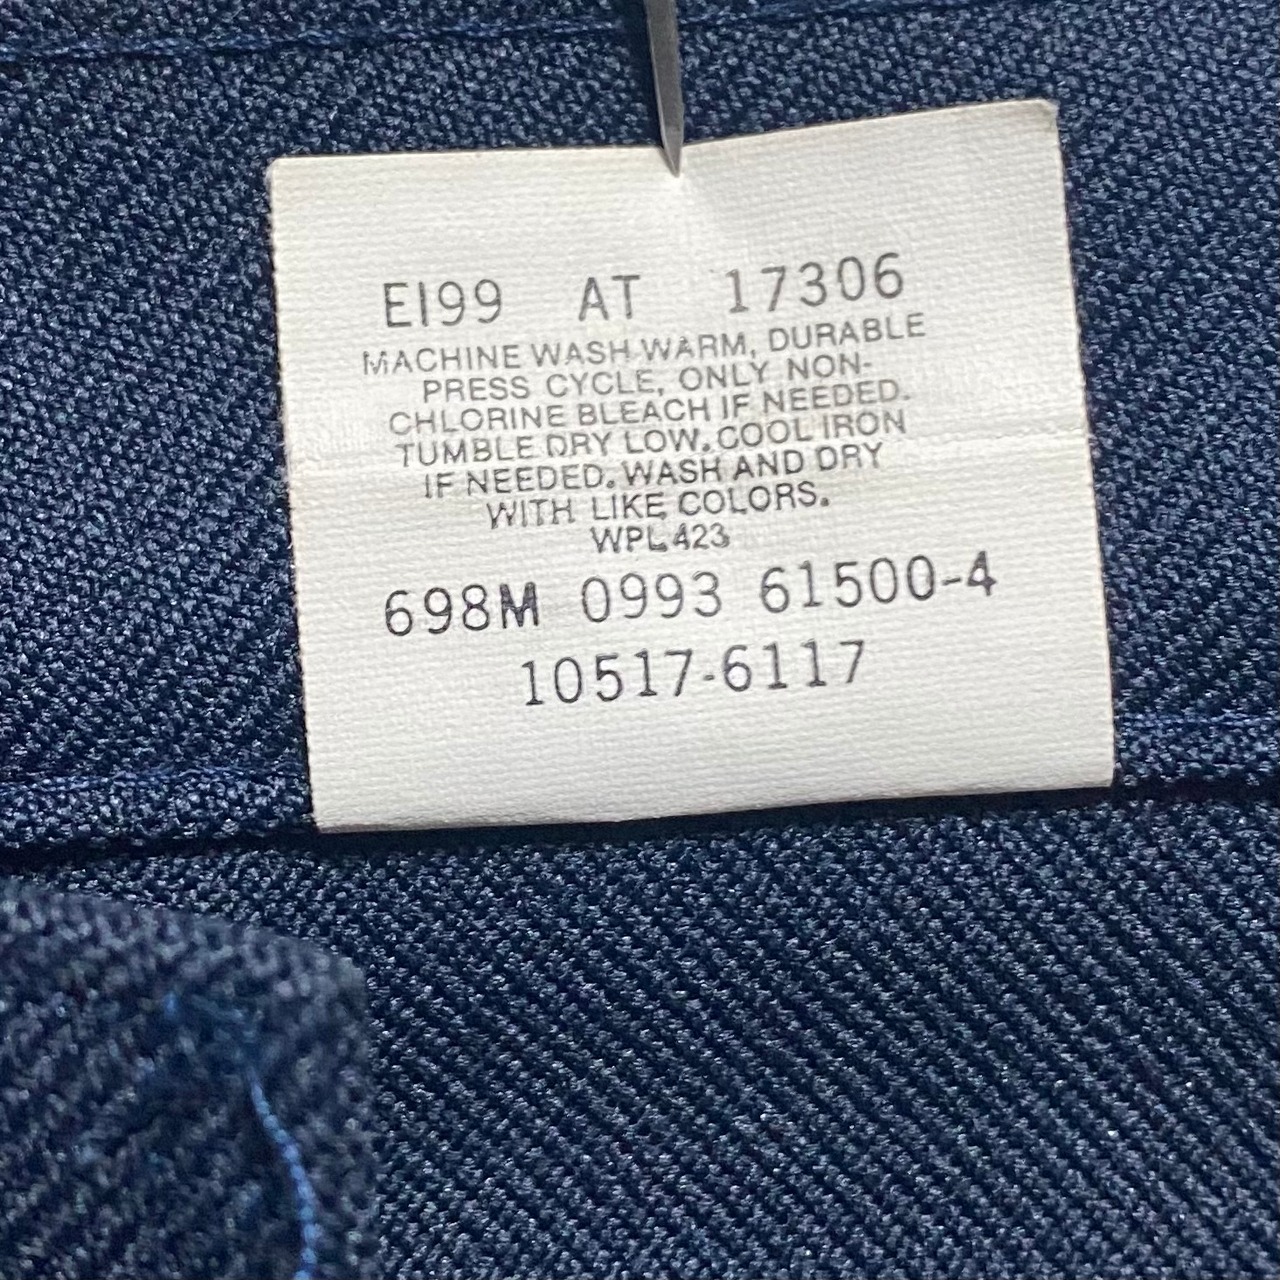 EI99 AT 17306
MACHINE WASH WARM, DURABLE
PRESS CYCLE, ONLY NON-
CHLORINE BLEACH IF NEEDED.
TUMBLE DRY LOW. COOL IRON
IF NEEDED. WASH AND DRY
WITH LIKE COLORS.
WPL 423
698M 0993 61500-4
10517-6117